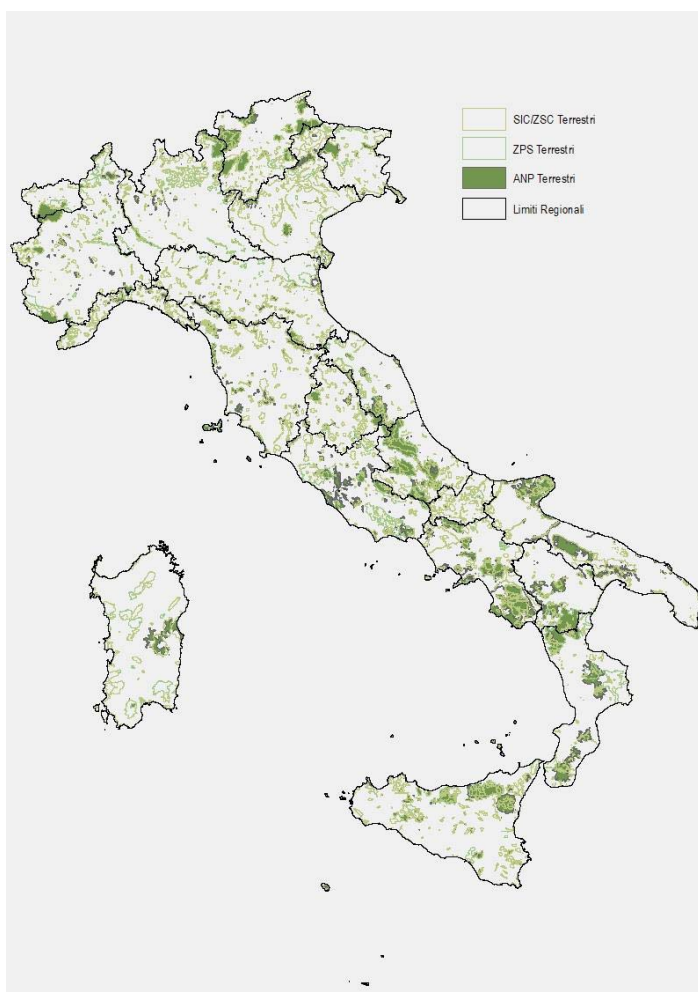 SIC/ZSC Terrestri
ZPS Terrestri
ANP Terrestri
Limiti Regionali